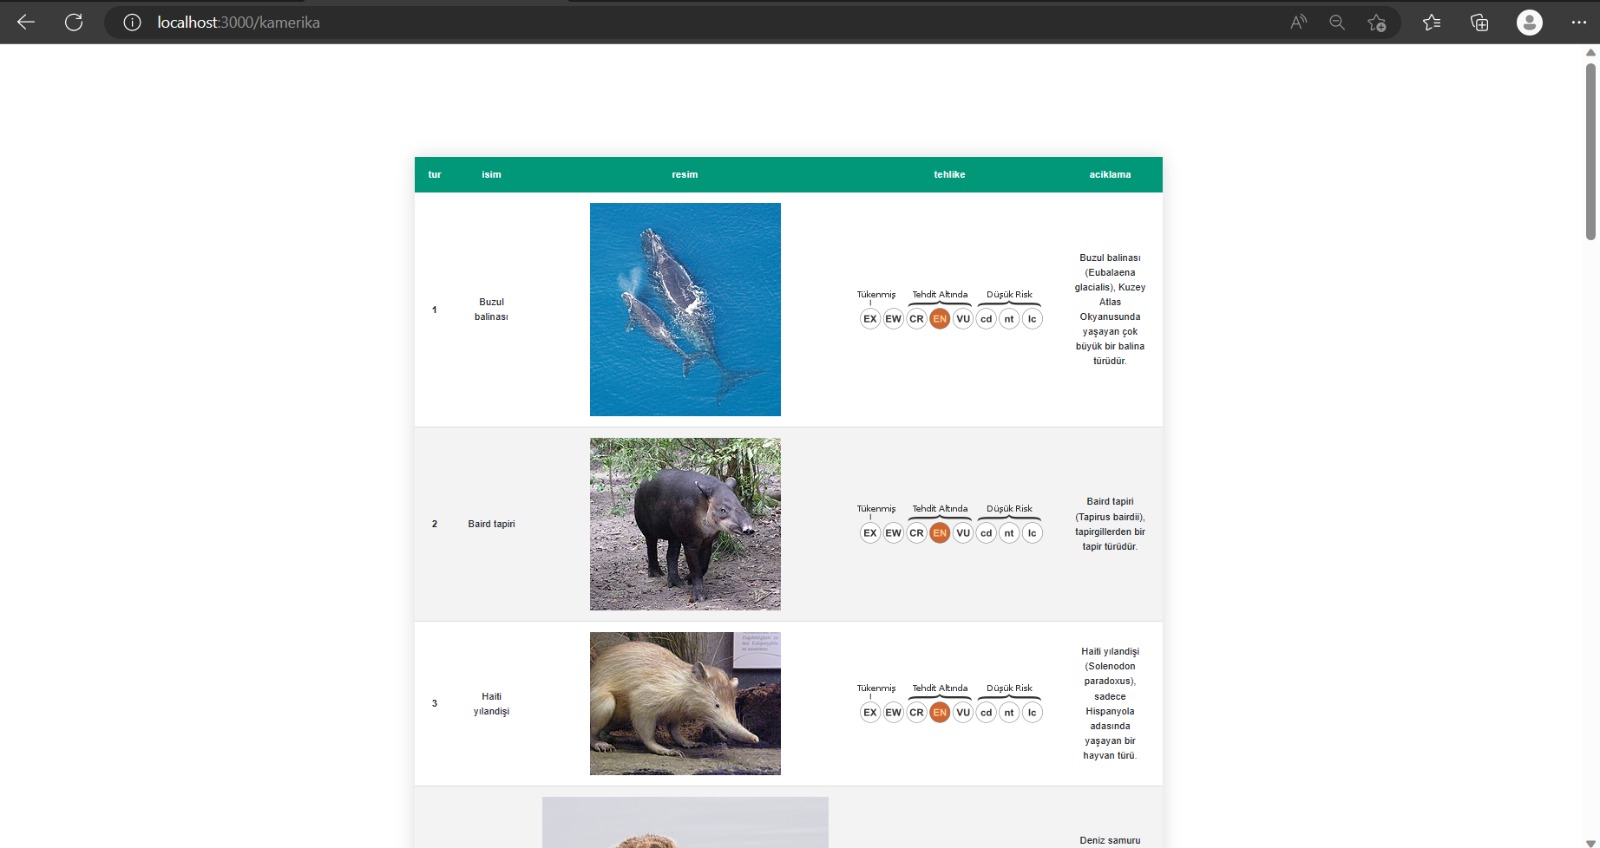 localhost:3000/kamerika
tur isim resim tehlike aciklama
1
Buzul
balinası
Tükenmiş Tehdit Altında Düşük Risk
EX EW CR EN VU cd nt lc
Buzul balinası
(Eubalaena
glacialis), Kuzey
Atlas
Okyanusunda
yaşayan çok
büyük bir balina
türüdür.
2
Baird tapiri
Tükenmiş Tehdit Altında Düşük Risk
EX EW CR EN VU cd nt lc
Baird tapiri
(Tapirus bairdii),
tapirgillerden bir
tapir türüdür.
3
Haiti
yılandişi
Tükenmiş Tehdit Altında Düşük Risk
EX EW CR EN VU cd nt lc
Haiti yılandişi
(Solenodon
paradoxus),
sadece
Hispanyola
adasında
yaşayan bir
hayvan türü.
Deniz samuru